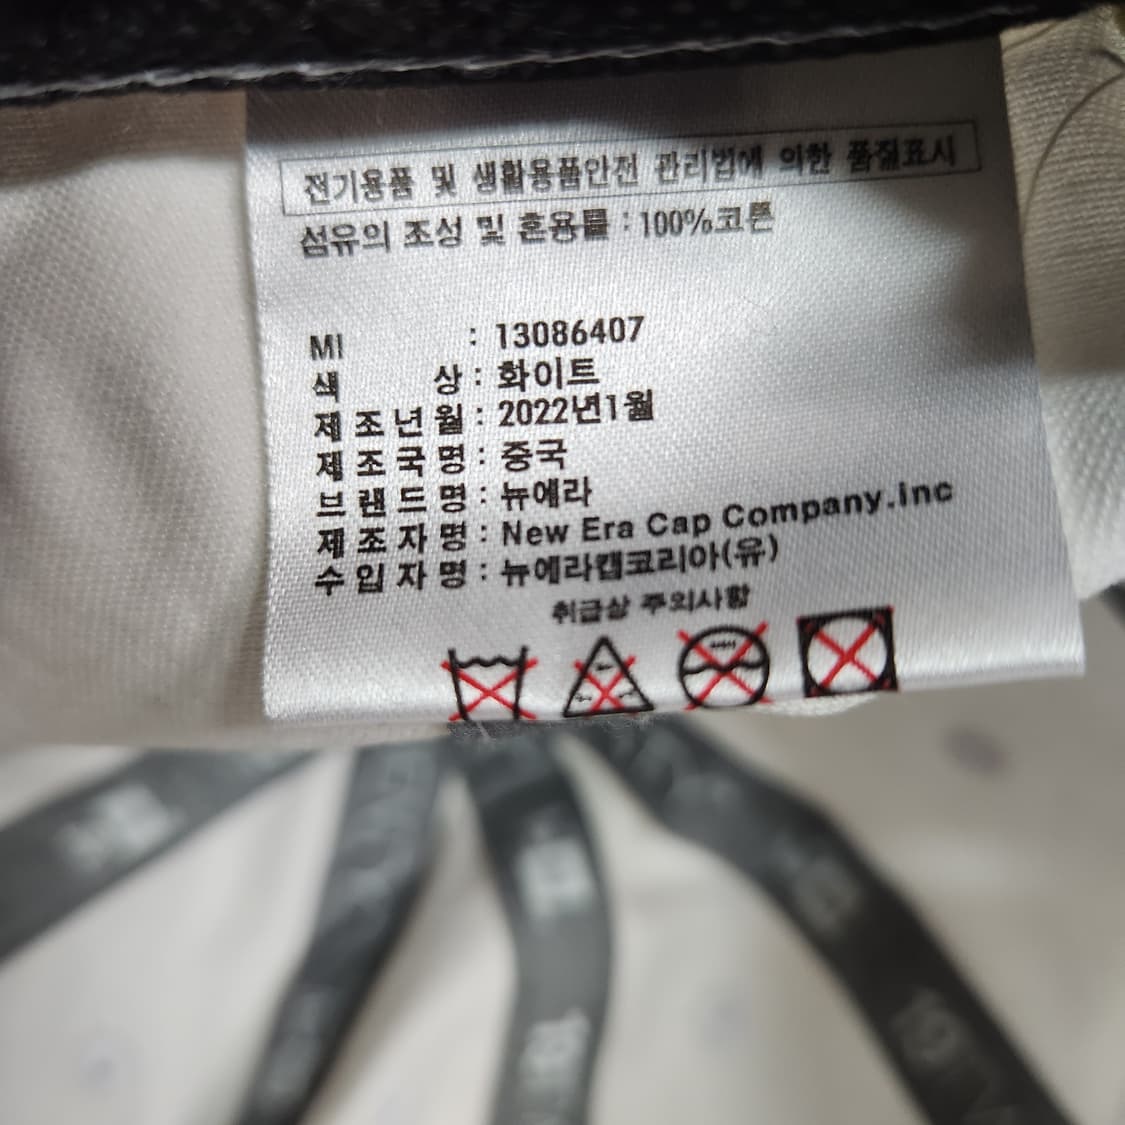 전기용품 및 생활용품안전 관리법에 의한 품질표시
섬유의 조성 및 혼용률 : 100%코튼
MI : 13086407
색 상 : 화이트
제 조 년 월 : 2022년1월
제 조 국 명 : 중국
브 랜 드 명 : 뉴에라
제 조 자 명 : New Era Cap Company.inc
수 입 자 명 : 뉴에라캡코리아(유)
취급상 주의사항